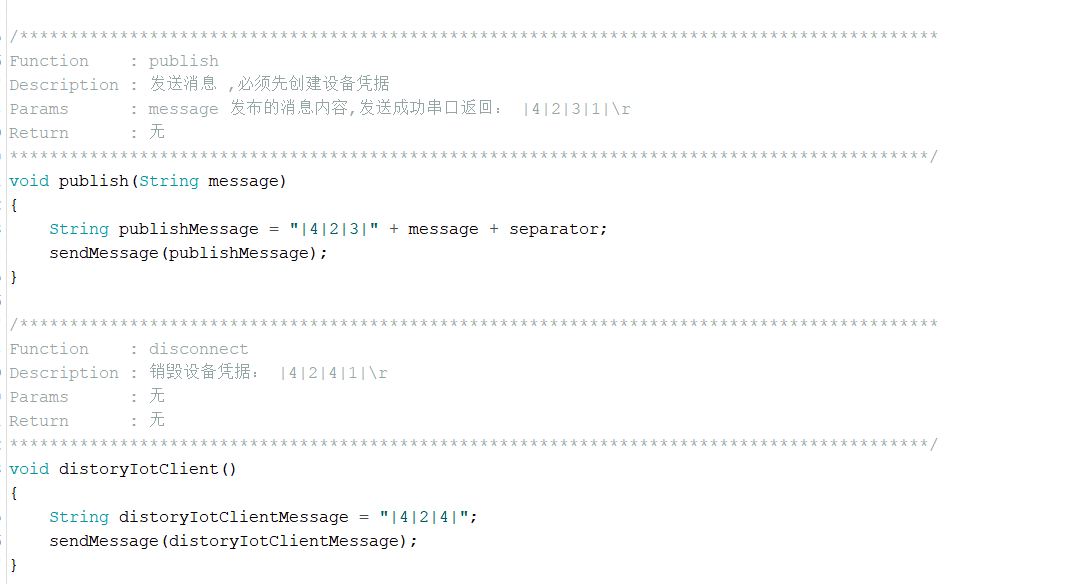 /********************************************************************************************
Function    : publish
Description : 发送消息 ,必须先创建设备凭据
Params      : message 发布的消息内容,发送成功串口返回： |4|2|3|1|\r
Return      : 无
********************************************************************************************/
void publish(String message)
{
    String publishMessage = "|4|2|3|" + message + separator;
    sendMessage(publishMessage);
}
/********************************************************************************************
Function    : disconnect
Description : 销毁设备凭据： |4|2|4|1|\r
Params      : 无
Return      : 无
********************************************************************************************/
void distoryIotClient()
{
    String distoryIotClientMessage = "|4|2|4|";
    sendMessage(distoryIotClientMessage);
}